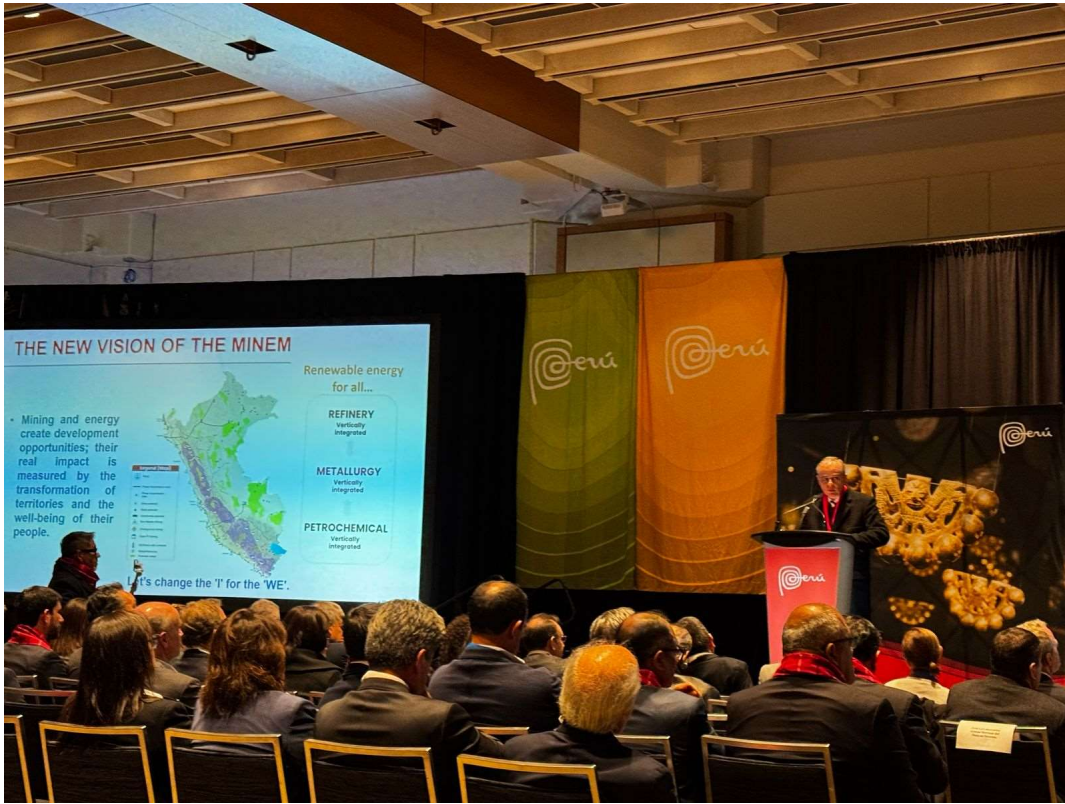 THE NEW VISION OF THE MINEM
• Mining and energy
create development
opportunities; their
real impact is
measured by the
transformation of
territories and the
well-being of their
people.
Renewable energy
for all...
REFINERY
Vertically
integrated
METALLURGY
Vertically
integrated
PETROCHEMICAL
Vertically
integrated
Let's change the 'I' for the 'WE'.
Perú
Perú
Perú
Perú